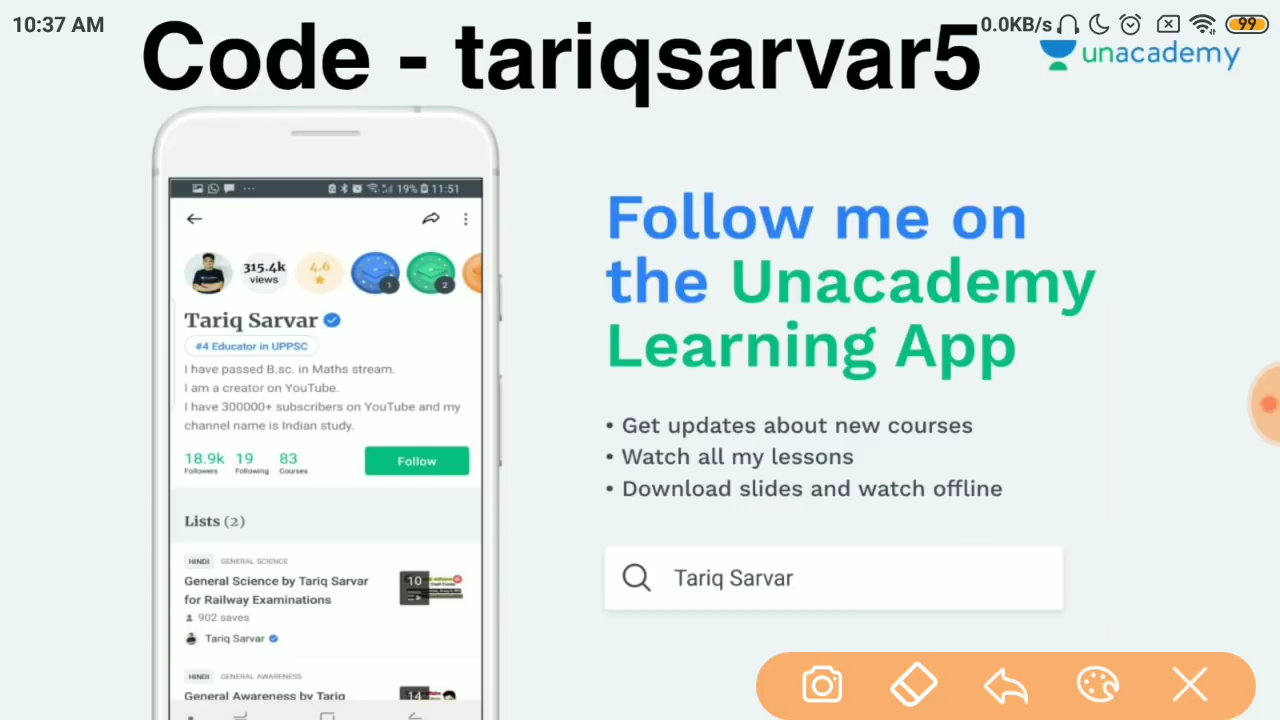 10:37 AM
0.0KB/s
99
Code - tariqsarvar5
unacademy
19% 11:51
315.4k
views
4.6
1
2
Tariq Sarvar
#4 Educator in UPPSC
I have passed B.sc. in Maths stream.
I am a creator on YouTube.
I have 300000+ subscribers on YouTube and my
channel name is Indian study.
18.9k 19 83
Followers Following Courses
Follow
Lists (2)
HINDI GENERAL SCIENCE
General Science by Tariq Sarvar
for Railway Examinations
902 saves
Tariq Sarvar
10
HINDI GENERAL AWARENESS
General Awareness by Tariq
14
Follow me on
the Unacademy
Learning App
• Get updates about new courses
• Watch all my lessons
• Download slides and watch offline
Tariq Sarvar